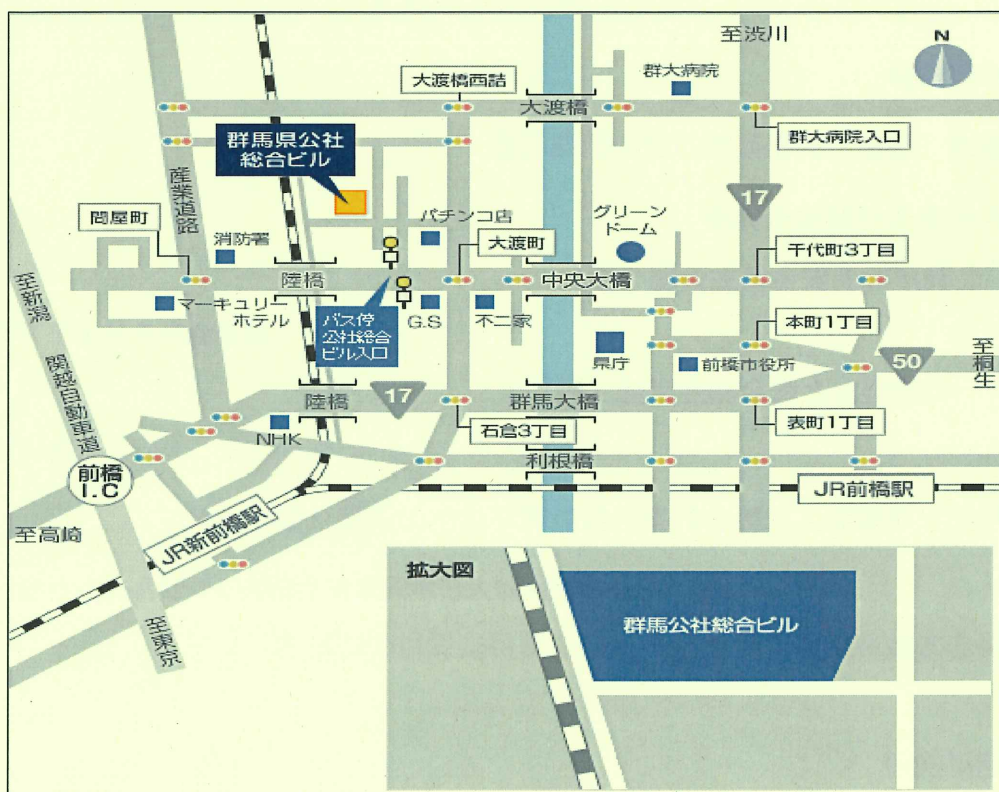 至渋川
N
群大病院
大渡橋西詰
大渡橋
群大病院入口
群馬県公社
総合ビル
産業道路
17
問屋町
消防署
パチンコ店
グリーン
ドーム
大渡町
千代町3丁目
陸橋
中央大橋
至新潟
マーキュリー
ホテル
バス停
公社総合
ビル入口
G.S
不二家
県庁
本町1丁目
前橋市役所
50
至桐生
関越自動車道
陸橋
17
群馬大橋
NHK
石倉3丁目
表町1丁目
利根橋
前橋
I.C
JR前橋駅
至高崎
JR新前橋駅
至東京
拡大図
群馬公社総合ビル